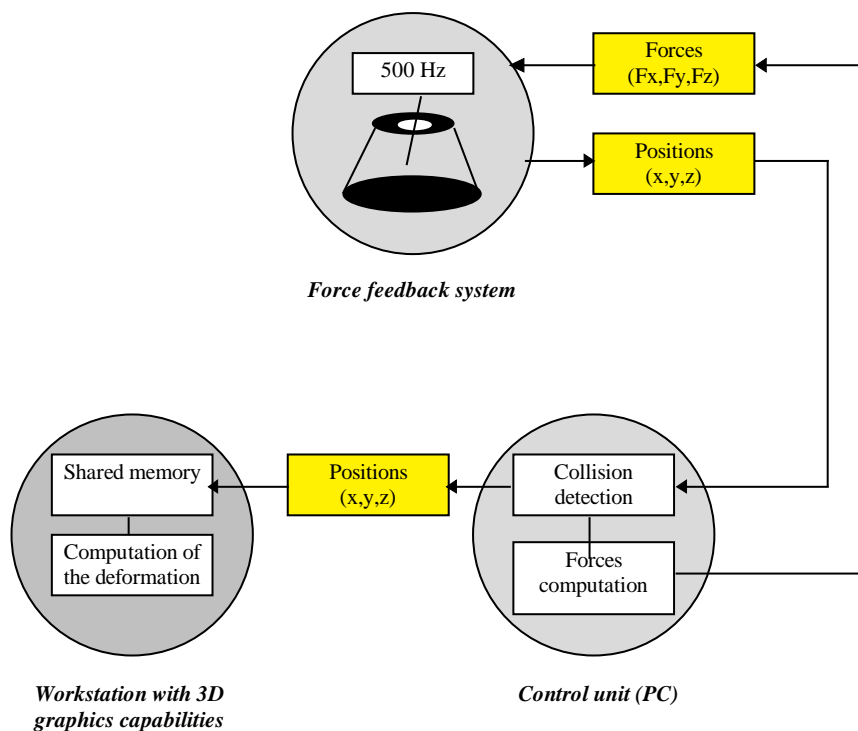 500 Hz
Forces
(Fx,Fy,Fz)
Positions
(x,y,z)
Force feedback system
Shared memory
Computation of
the deformation
Positions
(x,y,z)
Collision
detection
Forces
computation
Workstation with 3D
graphics capabilities
Control unit (PC)